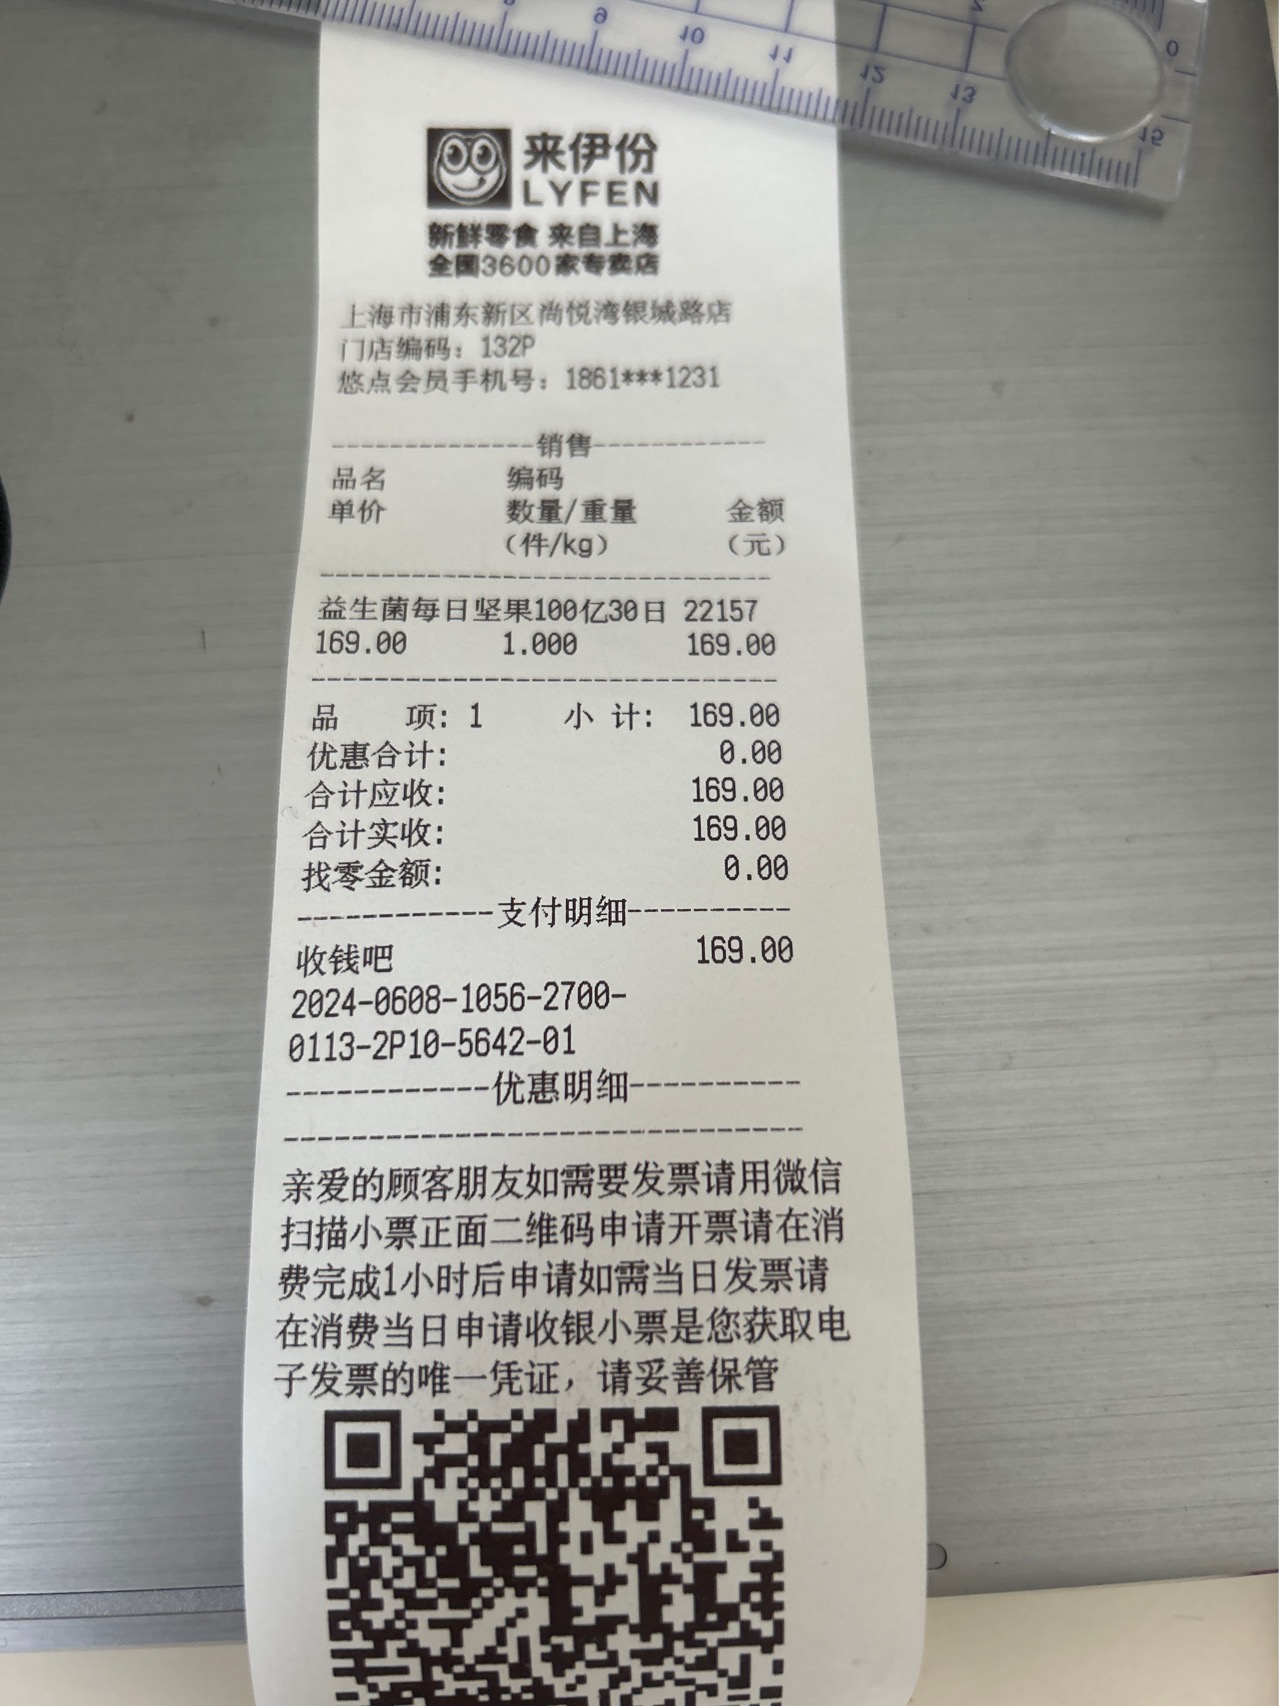 8 9 10 11 12 13 15
2 0
来伊份
LYFEN
新鲜零食 来自上海
全国3600家专卖店
上海市浦东新区尚悦湾银城路店
门店编码：132P
悠点会员手机号：1861***1231
--------------销售--------------
品名 编码
单价 数量/重量 金额
（件/kg） （元）
益生菌每日坚果100亿30日 22157
169.00 1.000 169.00
品 项: 1 小 计: 169.00
优惠合计: 0.00
合计应收: 169.00
合计实收: 169.00
找零金额: 0.00
------------支付明细----------
收钱吧 169.00
2024-0608-1056-2700-
0113-2P10-5642-01
------------优惠明细----------
亲爱的顾客朋友如需要发票请用微信
扫描小票正面二维码申请开票请在消
费完成1小时后申请如需当日发票请
在消费当日申请收银小票是您获取电
子发票的唯一凭证，请妥善保管